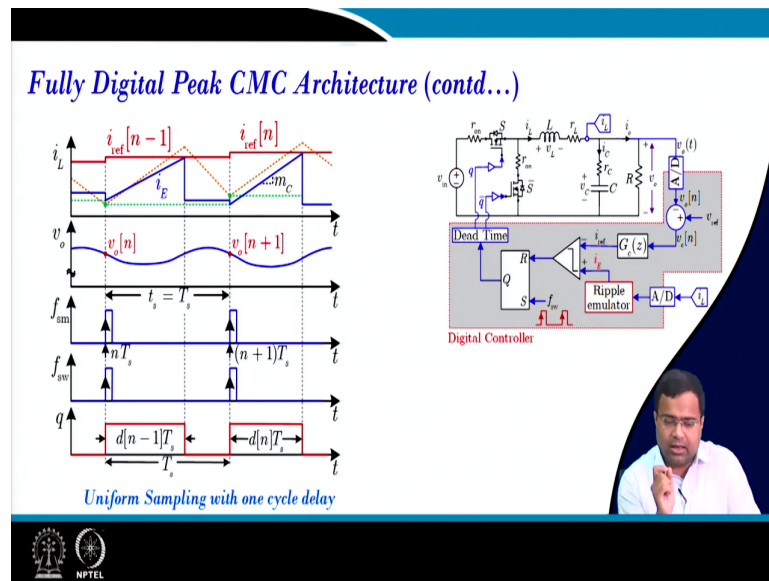 Fully Digital Peak CMC Architecture (contd...)
i_L
i_ref[n−1]
i_ref[n]
i_E
m_C
t
v_o
v_o[n]
v_o[n+1]
t
t_s = T_s
f_sm
nT_s
(n+1)T_s
t
f_sw
t
q
d[n−1]T_s
d[n]T_s
t
T_s
Uniform Sampling with one cycle delay
r_on
S
i_L
L
r_L
i_L
i_o
+ v_L −
v_in
q
r_on
S̄
q̄
i_C
r_C
+
v_C
−
C
R
+
v_o
−
v_o(t)
A/D
v_o[n]
−
+
v_ref
v_e[n]
Dead Time
i_ref
G_c(z)
−
+
i_E
R
Q
S
f_sw
Ripple
emulator
A/D
i_L
Digital Controller
NPTEL